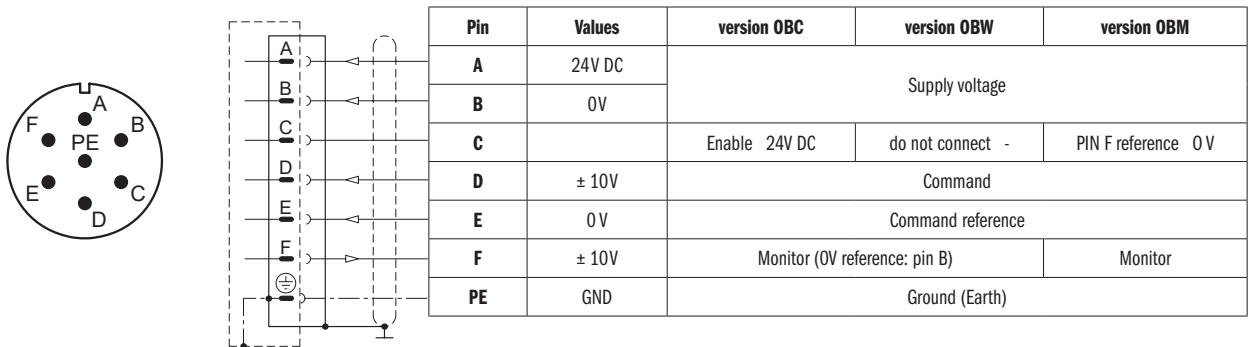 A
F
B
PE
E
C
D
A
B
C
D
E
F
Pin Values version OBC version OBW version OBM
A 24V DC Supply voltage
B 0V
C Enable 24V DC do not connect - PIN F reference 0 V
D ± 10V Command
E 0 V Command reference
F ± 10V Monitor (0V reference: pin B) Monitor
PE GND Ground (Earth)